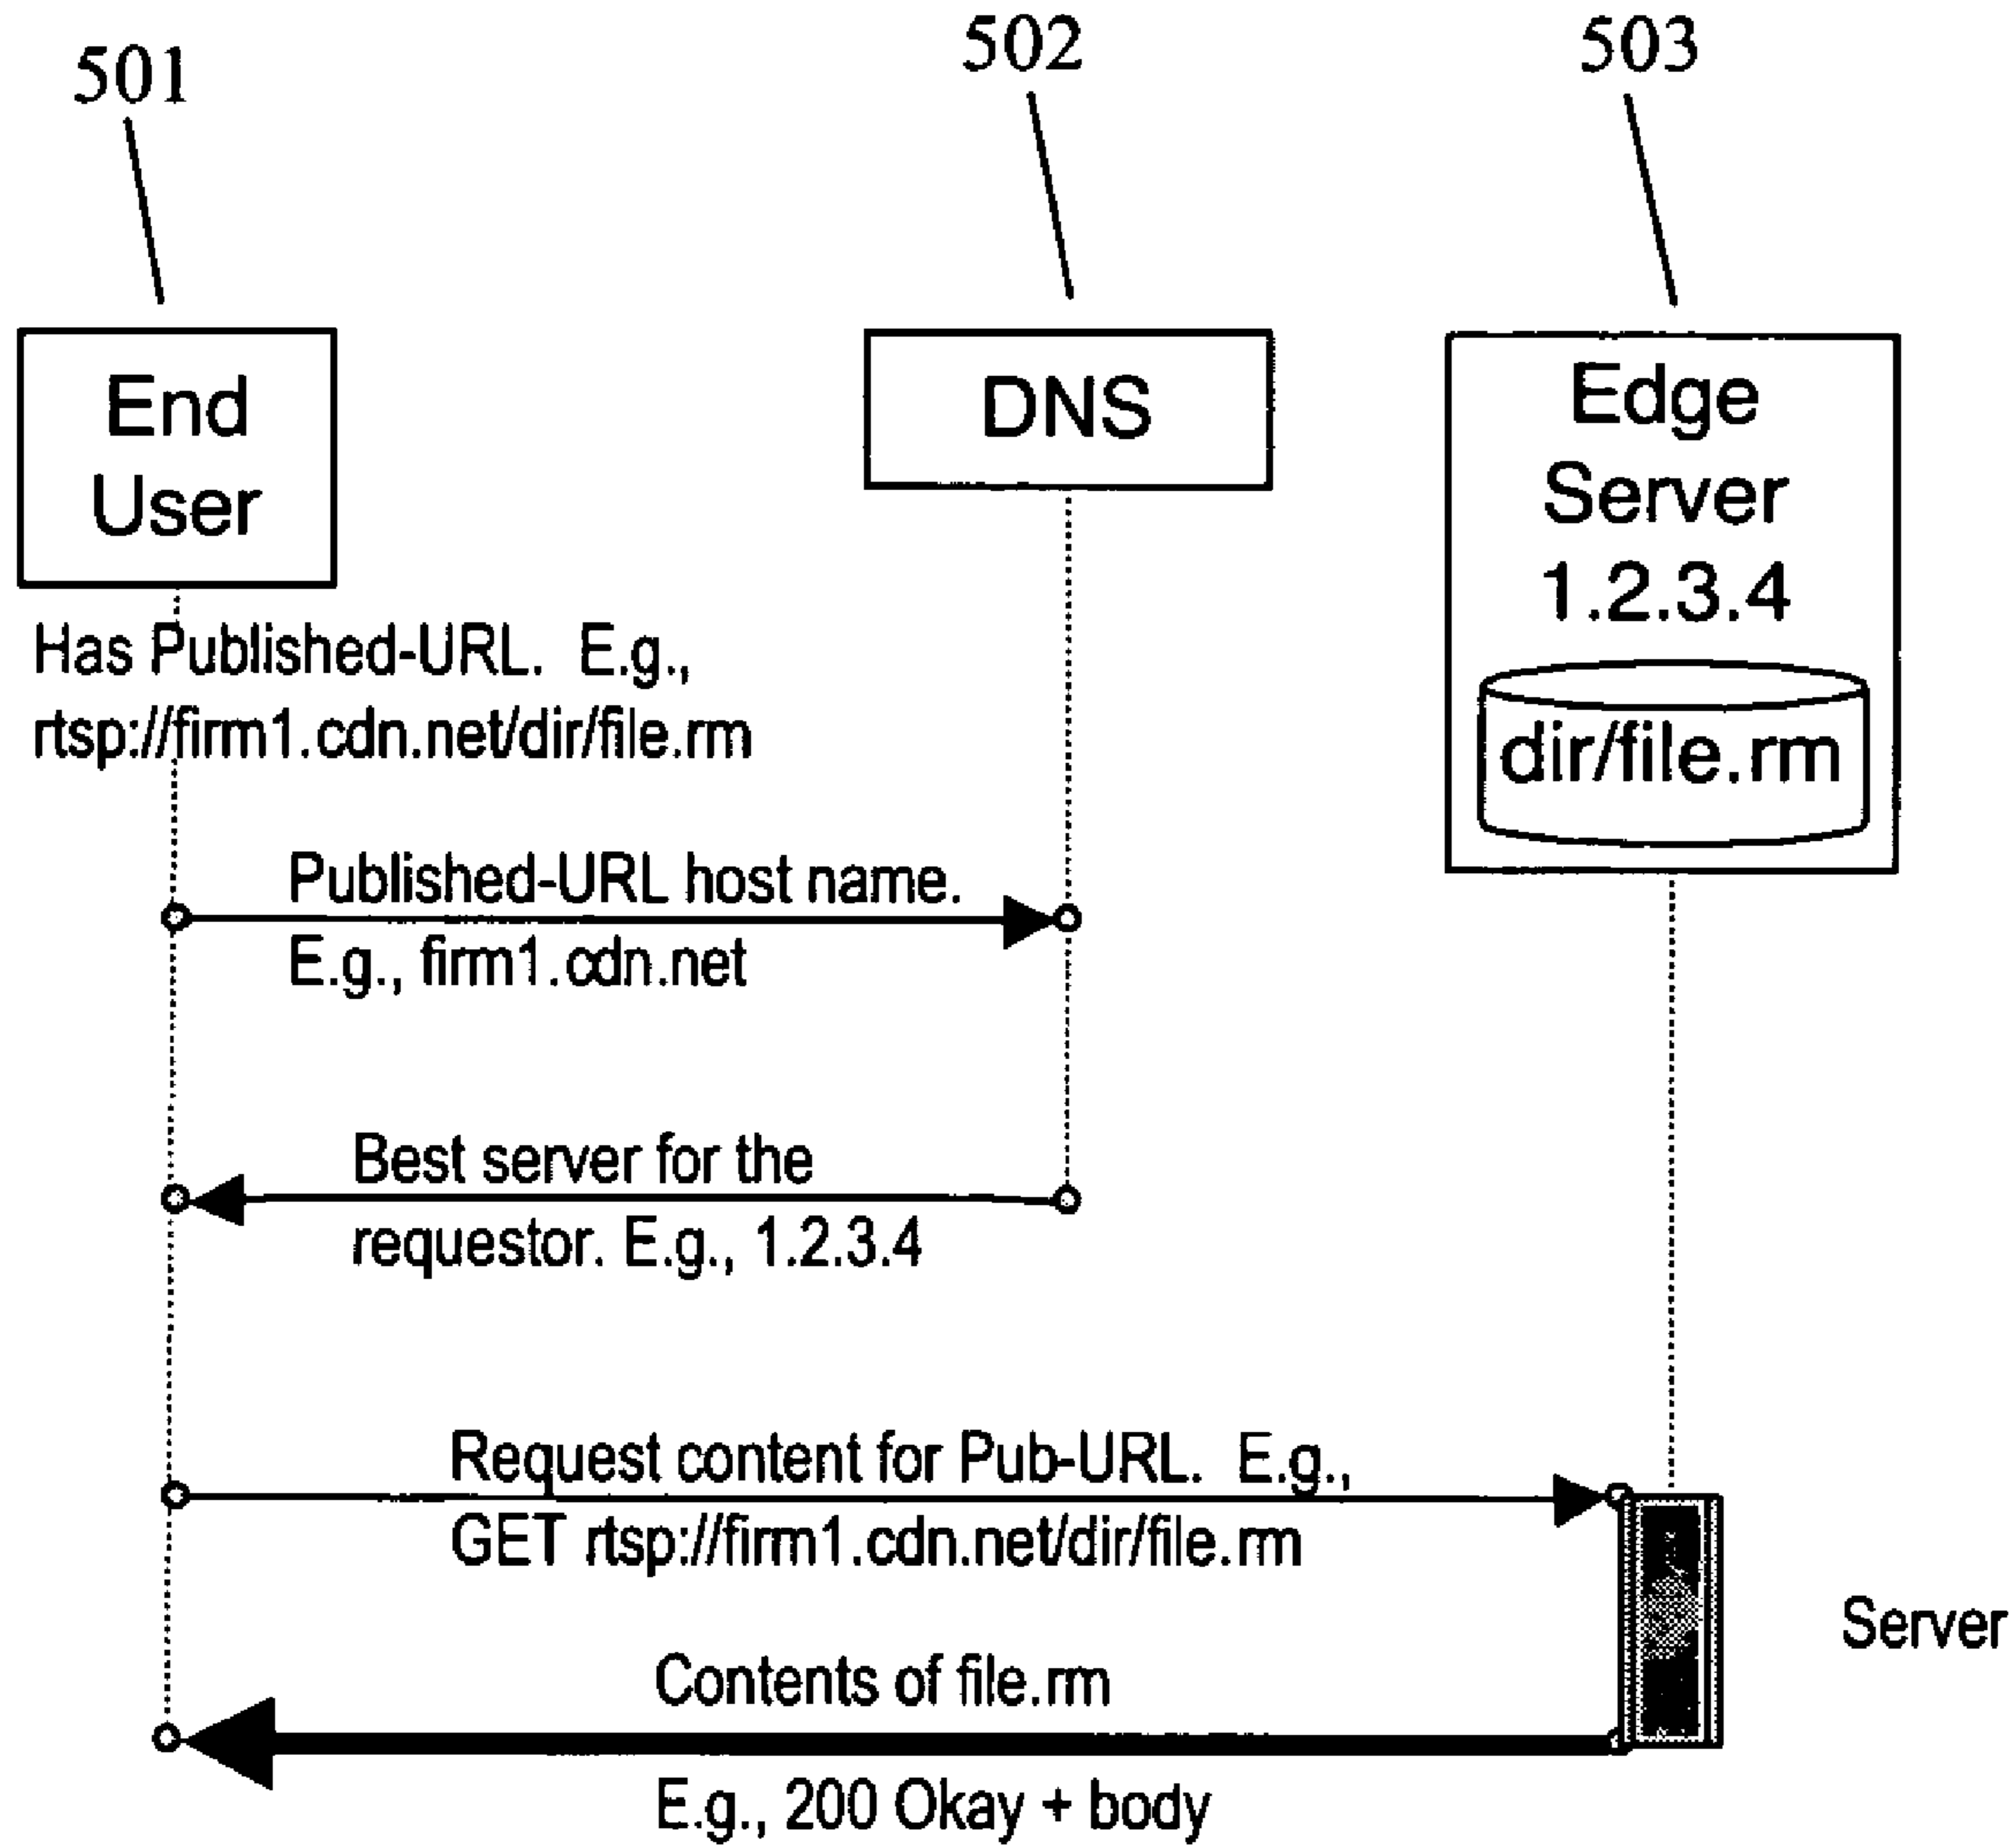 501
502
503
End
User
DNS
Edge
Server
1.2.3.4
dir/file.rm
Has Published-URL. E.g.,
rtsp://firm1.cdn.net/dir/file.rm
Published-URL host name.
E.g., firm1.cdn.net
Best server for the
requestor. E.g., 1.2.3.4
Request content for Pub-URL. E.g.,
GET rtsp://firm1.cdn.net/dir/file.rm
Server
Contents of file.rm
E.g., 200 Okay + body